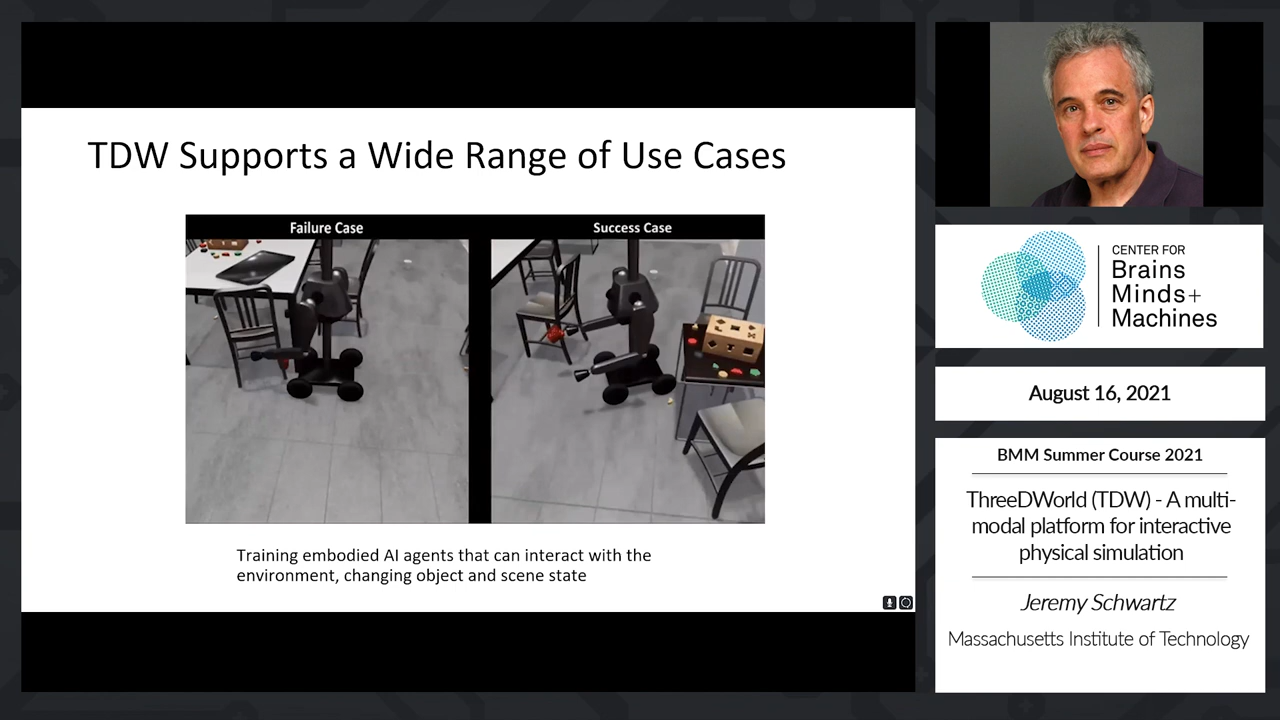 TDW Supports a Wide Range of Use Cases
Failure Case
Success Case
Training embodied AI agents that can interact with the
environment, changing object and scene state
CENTER FOR
Brains
Minds+
Machines
August 16, 2021
BMM Summer Course 2021
ThreeDWorld (TDW) - A multi-
modal platform for interactive
physical simulation
Jeremy Schwartz
Massachusetts Institute of Technology